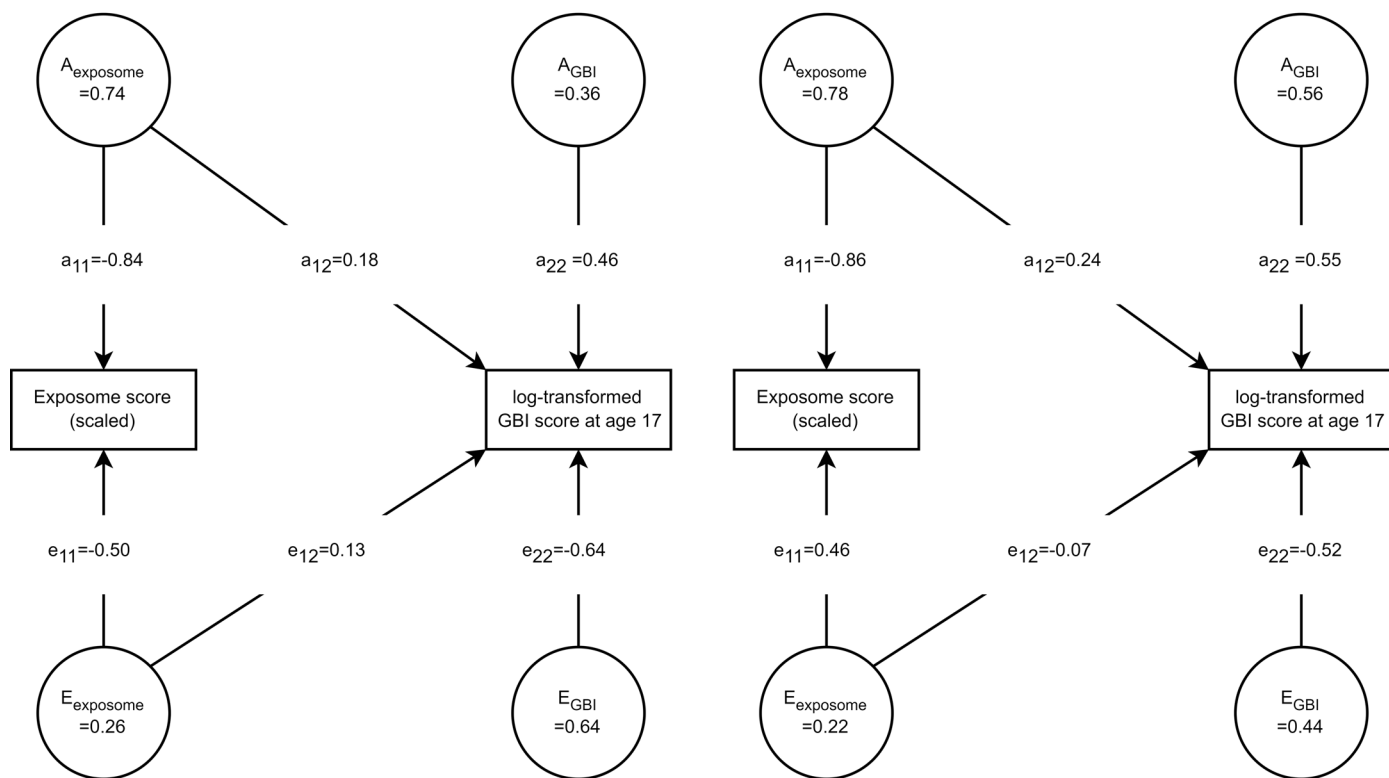 A_exposome
=0.74
A_GBI
=0.36
A_exposome
=0.78
A_GBI
=0.56
a_11=-0.84
a_12=0.18
a_22 =0.46
a_11=-0.86
a_12=0.24
a_22 =0.55
Exposome score
(scaled)
log-transformed
GBI score at age 17
Exposome score
(scaled)
log-transformed
GBI score at age 17
e_11=-0.50
e_12=0.13
e_22=-0.64
e_11=0.46
e_12=-0.07
e_22=-0.52
E_exposome
=0.26
E_GBI
=0.64
E_exposome
=0.22
E_GBI
=0.44